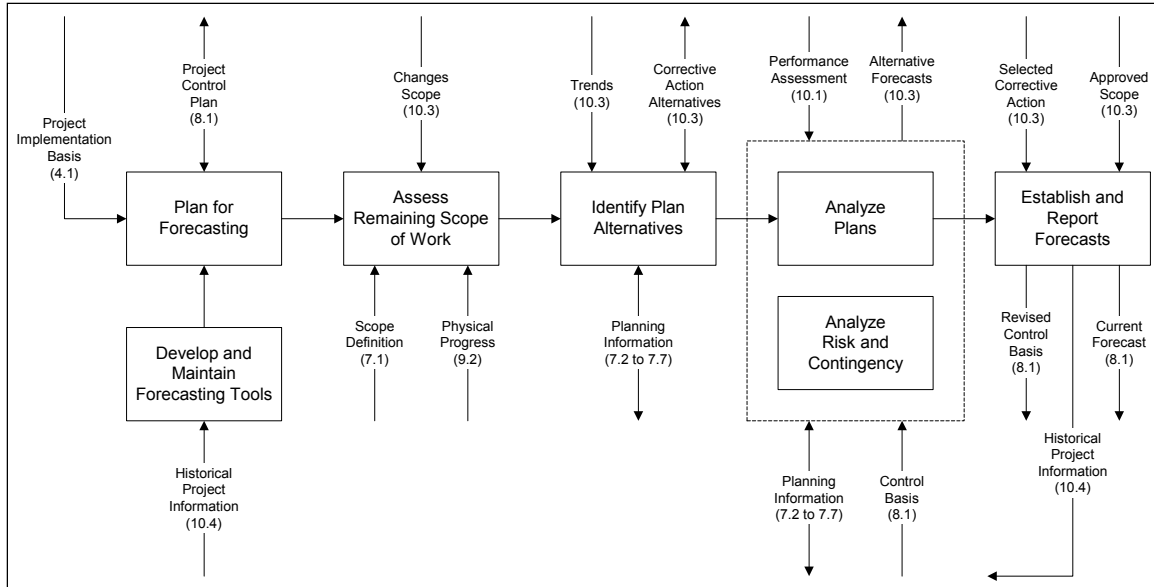 Project
Implementation
Basis
(4.1)
Project
Control
Plan
(8.1)
Changes
Scope
(10.3)
Trends
(10.3)
Corrective
Action
Alternatives
(10.3)
Performance
Assessment
(10.1)
Alternative
Forecasts
(10.3)
Selected
Corrective
Action
(10.3)
Approved
Scope
(10.3)
Plan for
Forecasting
Assess
Remaining Scope
of Work
Identify Plan
Alternatives
Analyze
Plans
Establish and
Report
Forecasts
Develop and
Maintain
Forecasting Tools
Scope
Definition
(7.1)
Physical
Progress
(9.2)
Planning
Information
(7.2 to 7.7)
Analyze
Risk and
Contingency
Revised
Control
Basis
(8.1)
Current
Forecast
(8.1)
Historical
Project
Information
(10.4)
Planning
Information
(7.2 to 7.7)
Control
Basis
(8.1)
Historical
Project
Information
(10.4)